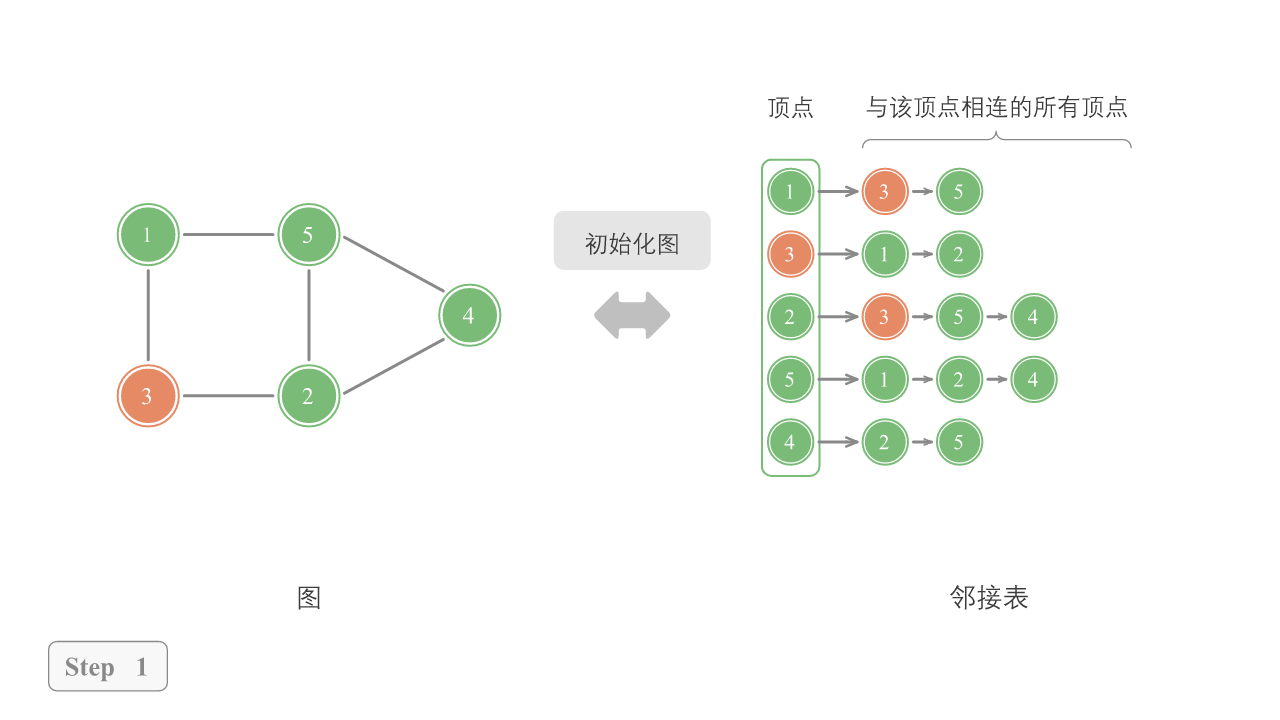 顶点 与该顶点相连的所有顶点
1 5 4 3 2
初始化图
1 3 5
3 1 2
2 3 5 4
5 1 2 4
4 2 5
图 邻接表
Step 1